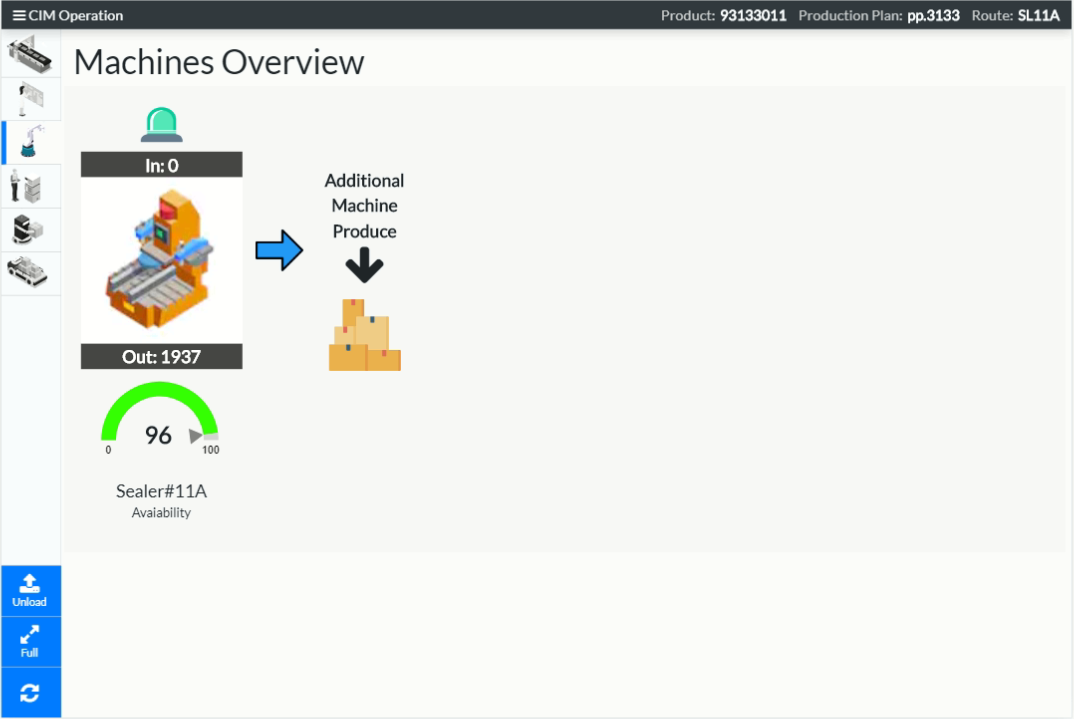 CIM Operation
Product: 93133011 Production Plan: pp.3133 Route: SL11A
Machines Overview
In: 0
Additional
Machine
Produce
Out: 1937
96
0
100
Sealer#11A
Avaiability
Unload
Full